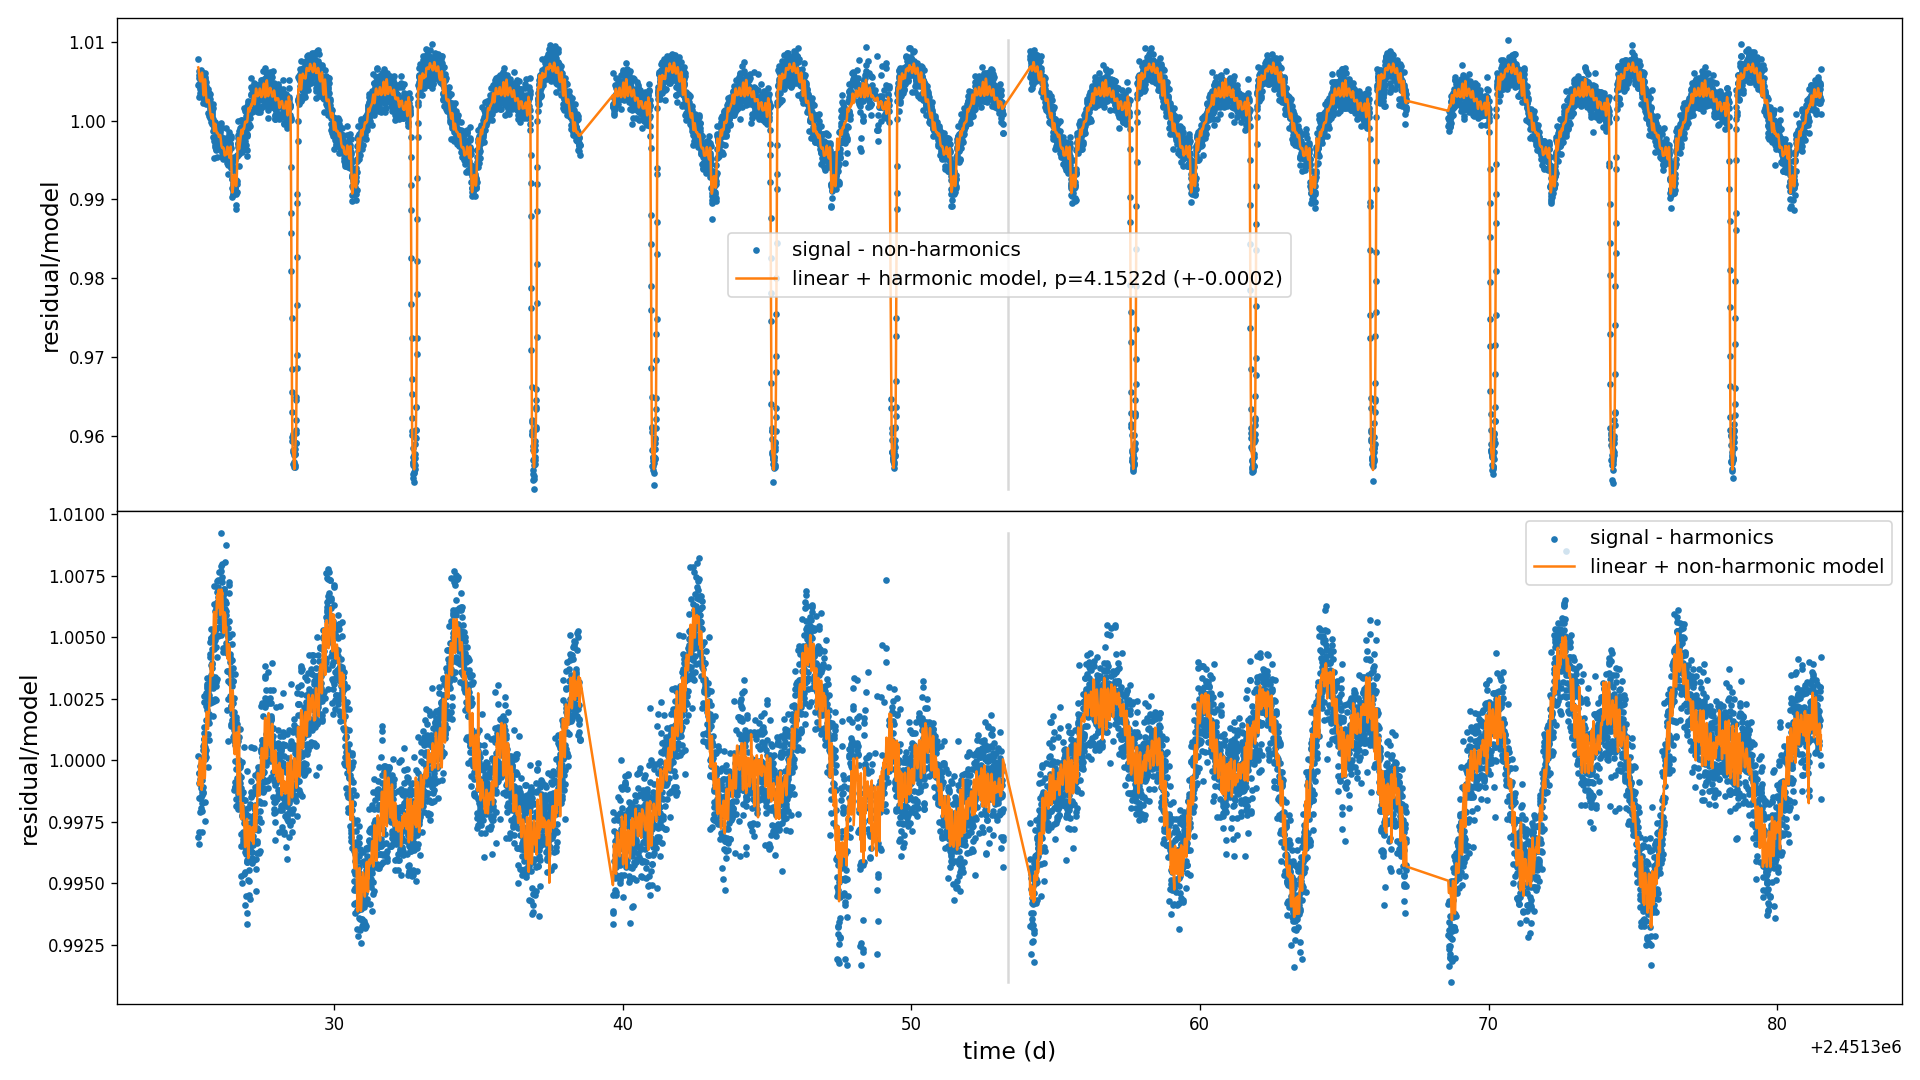 1.01
1.00
0.99
0.98
0.97
0.96
residual/model
signal - non-harmonics
linear + harmonic model, p=4.1522d (+-0.0002)
1.0100
1.0075
1.0050
1.0025
1.0000
0.9975
0.9950
0.9925
residual/model
signal - harmonics
linear + non-harmonic model
30 40 50 60 70 80
time (d)
+2.4513e6